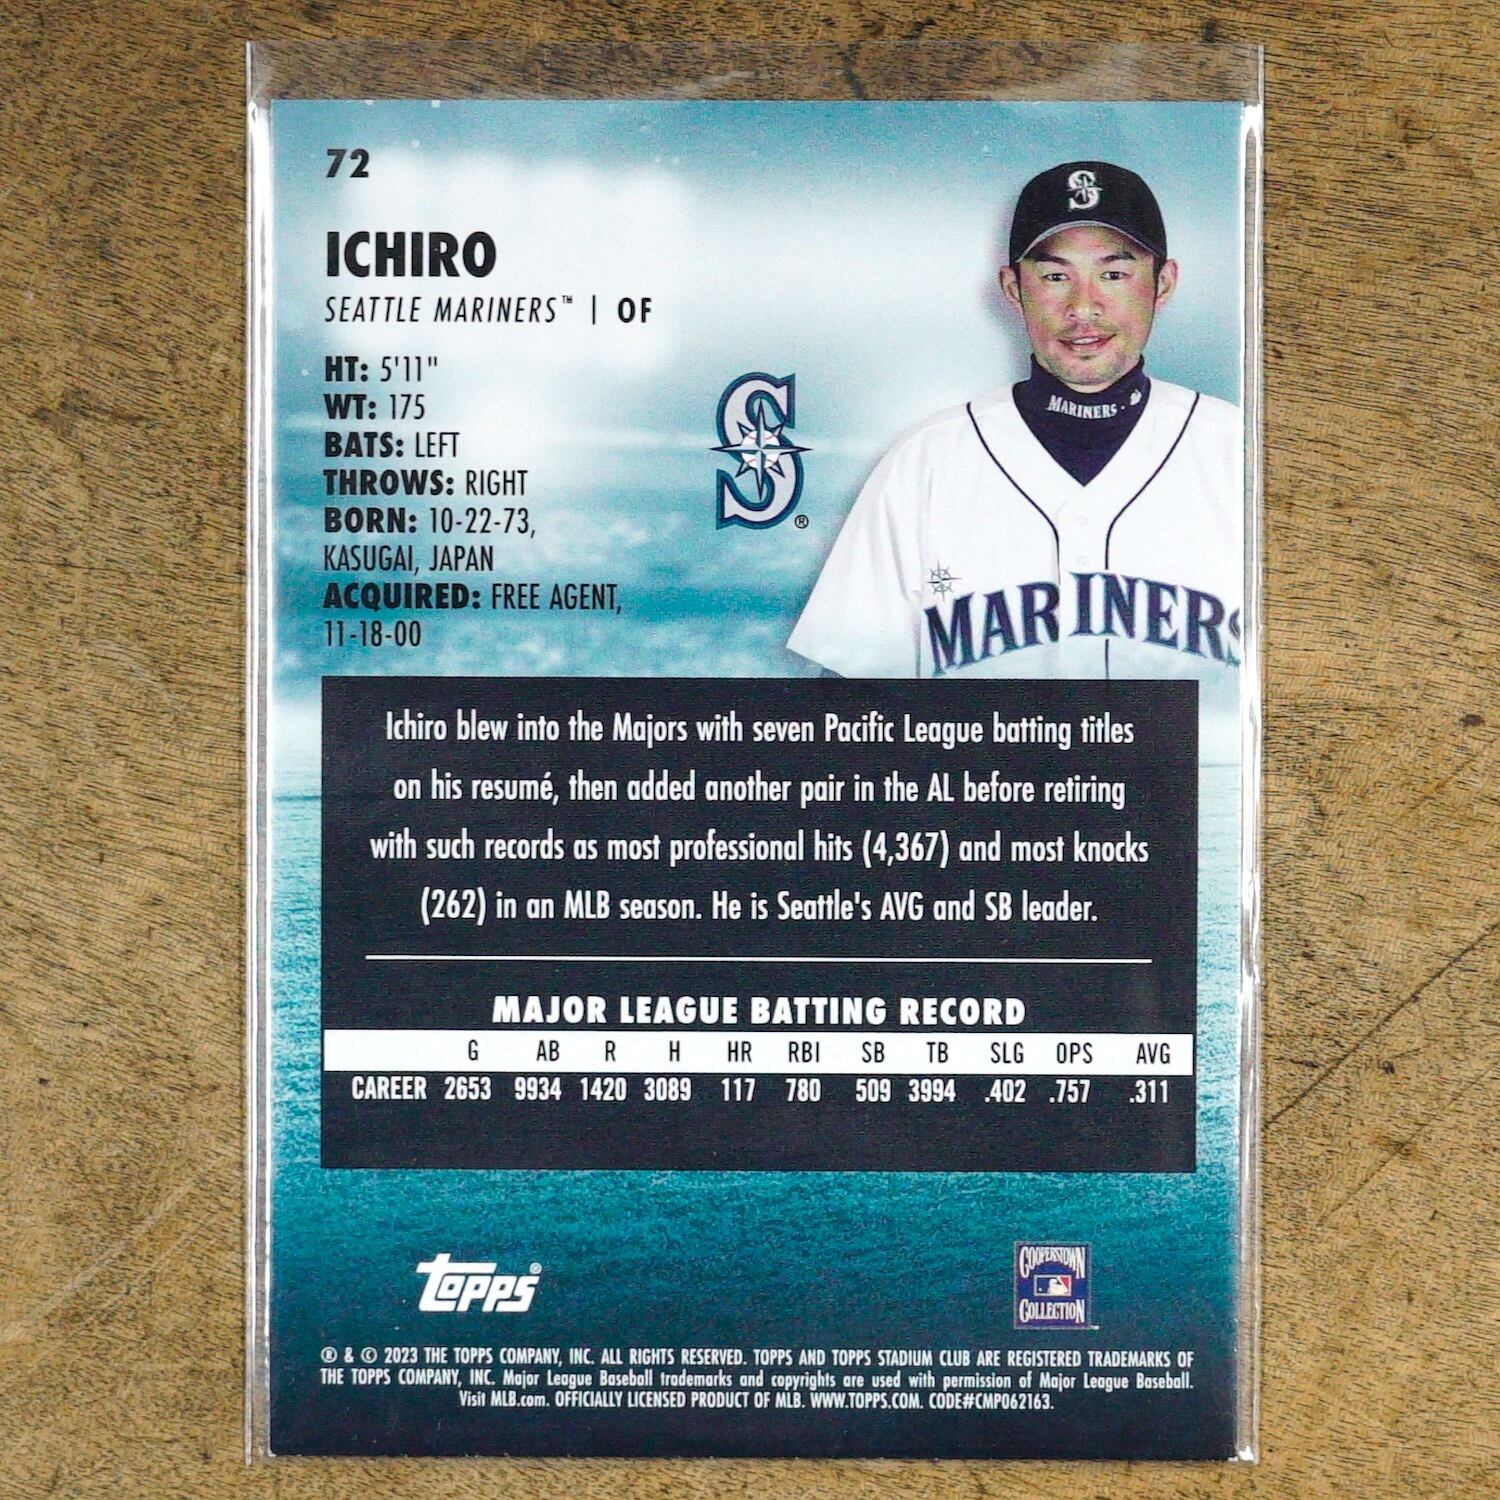 72
ICHIRO
SEATTLE MARINERS™ | OF
HT: 5'11"
WT: 175
BATS: LEFT
THROWS: RIGHT
BORN: 10-22-73,
KASUGAI, JAPAN
ACQUIRED: FREE AGENT,
11-18-00
S
S ®
MARINERS
MARINERS
Ichiro blew into the Majors with seven Pacific League batting titles
on his resumé, then added another pair in the AL before retiring
with such records as most professional hits (4,367) and most knocks
(262) in an MLB season. He is Seattle's AVG and SB leader.
MAJOR LEAGUE BATTING RECORD
G AB R H HR RBI SB TB SLG OPS AVG
CAREER 2653 9934 1420 3089 117 780 509 3994 .402 .757 .311
topps®
COOPERSTOWN
COLLECTION
® & © 2023 THE TOPPS COMPANY, INC. ALL RIGHTS RESERVED. TOPPS AND TOPPS STADIUM CLUB ARE REGISTERED TRADEMARKS OF
THE TOPPS COMPANY, INC. Major League Baseball trademarks and copyrights are used with permission of Major League Baseball.
Visit MLB.com. OFFICIALLY LICENSED PRODUCT OF MLB. WWW.TOPPS.COM. CODE#CMP062163.